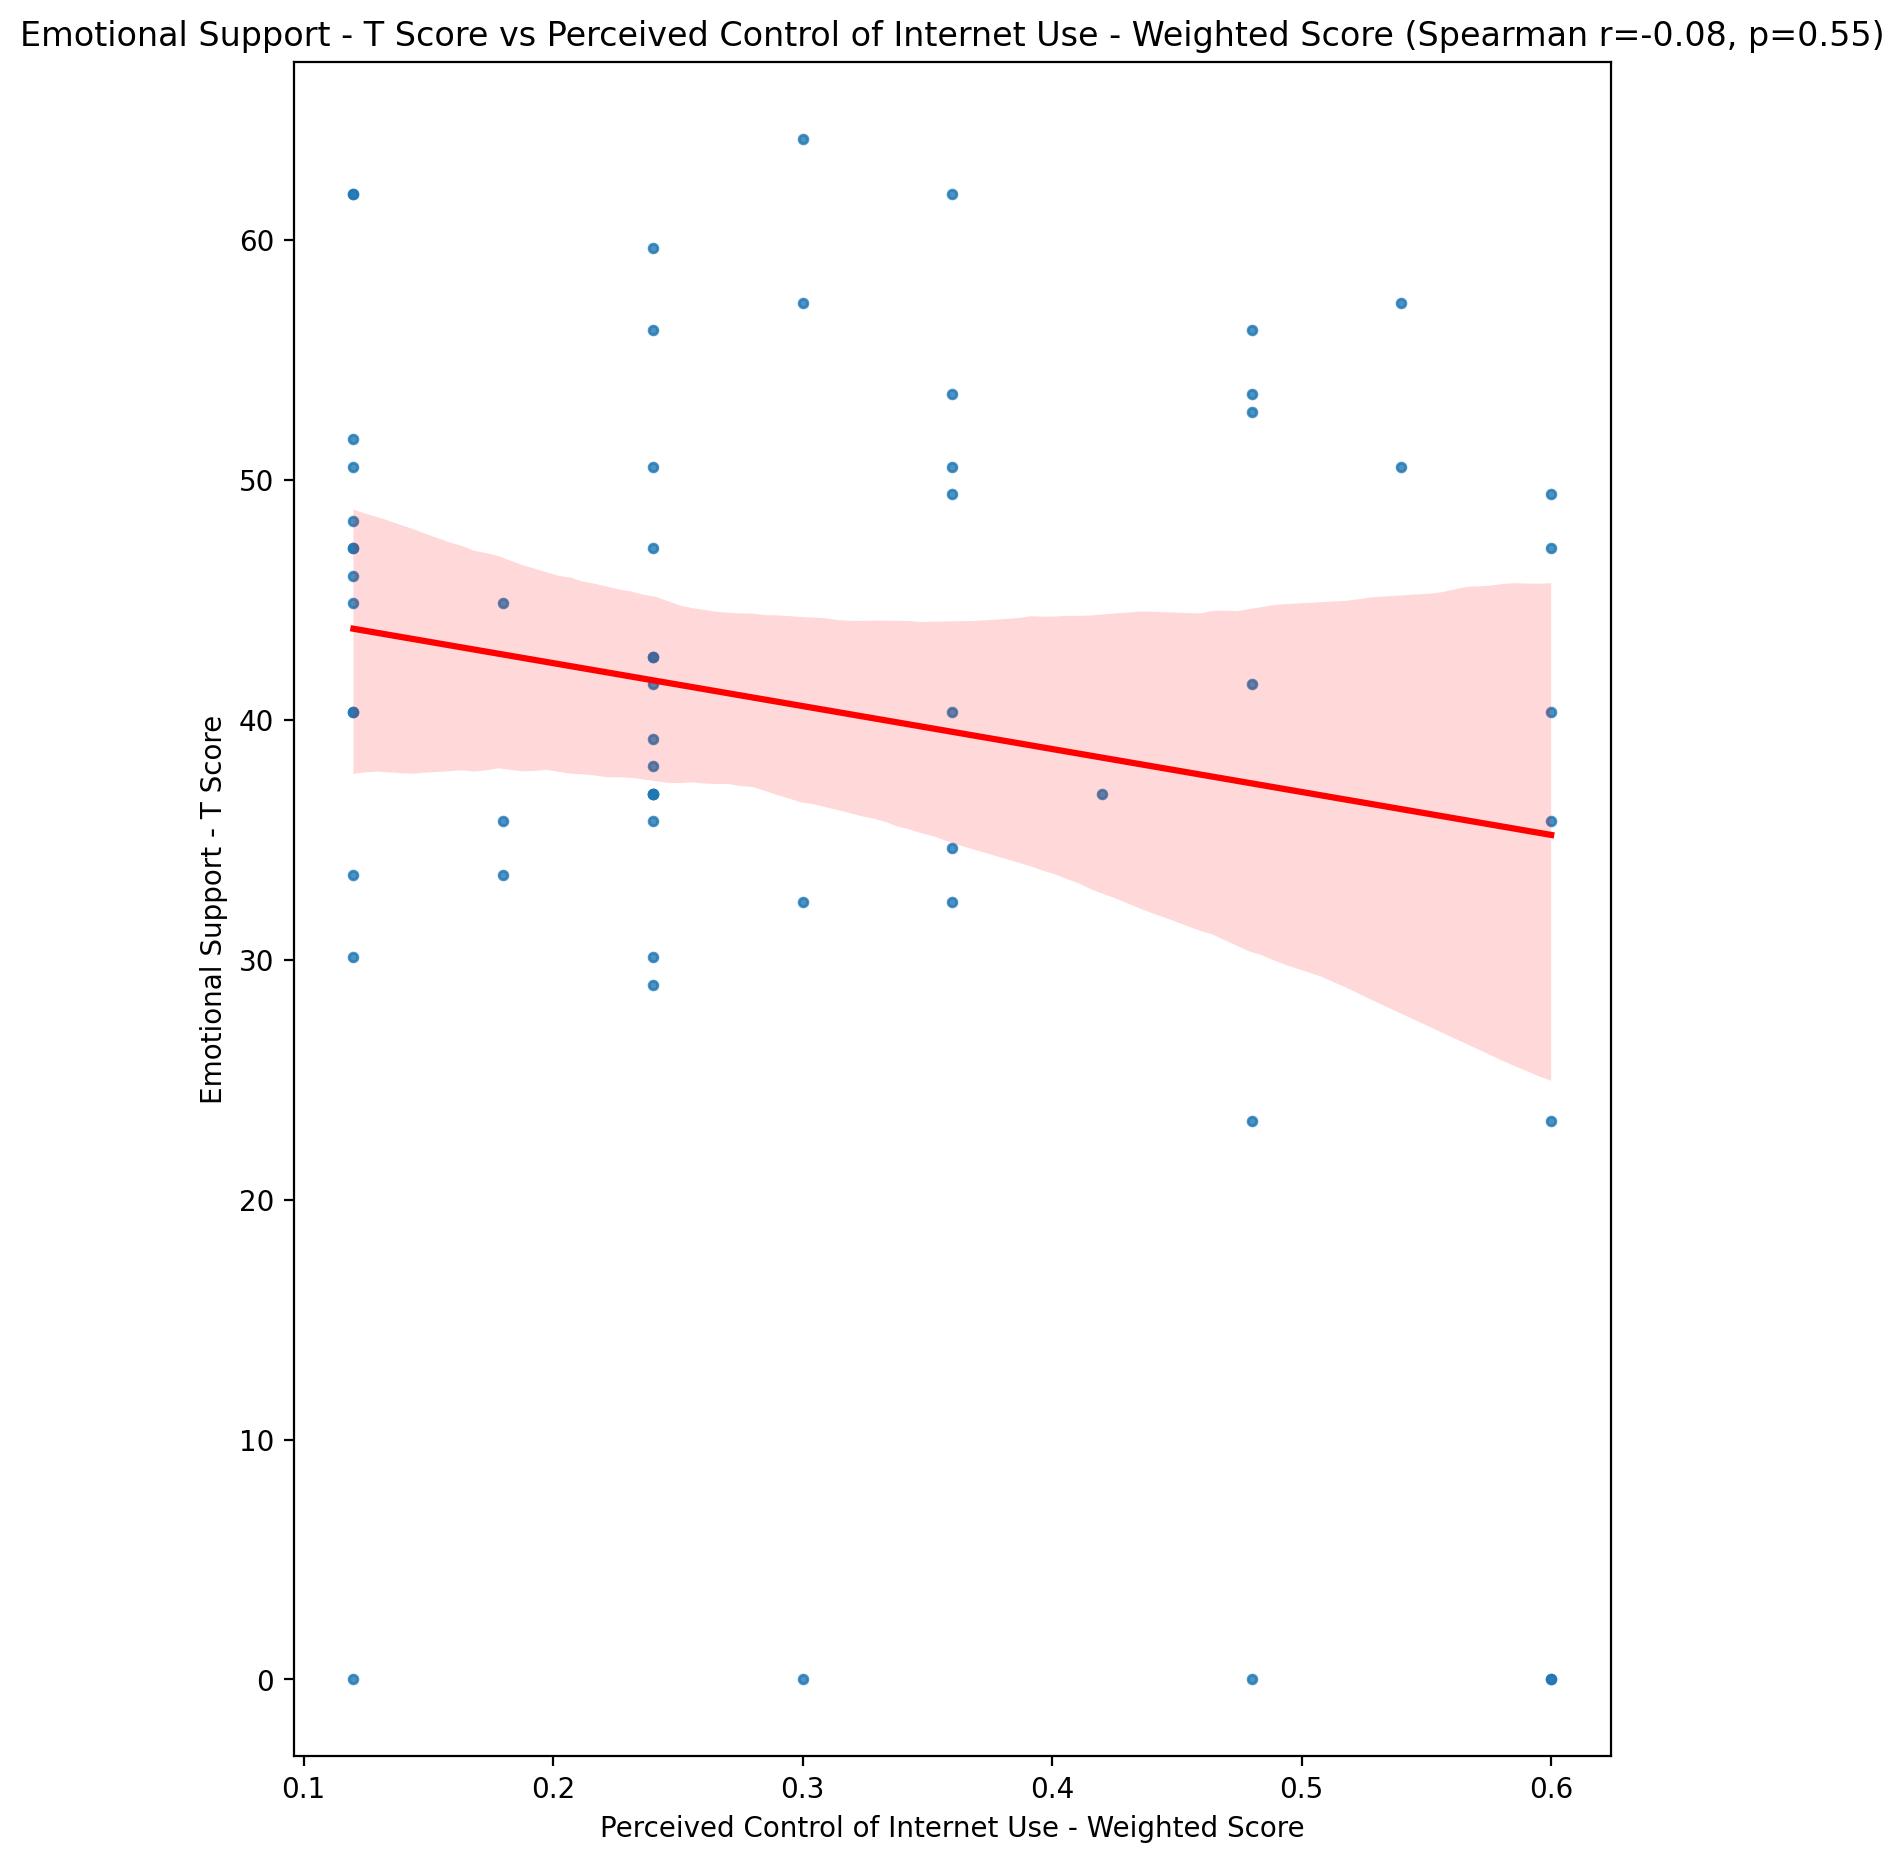 Emotional Support - T Score vs Perceived Control of Internet Use - Weighted Score (Spearman r=-0.08, p=0.55)
60
50
40
30
20
10
0
Emotional Support - T Score
0.1 0.2 0.3 0.4 0.5 0.6
Perceived Control of Internet Use - Weighted Score